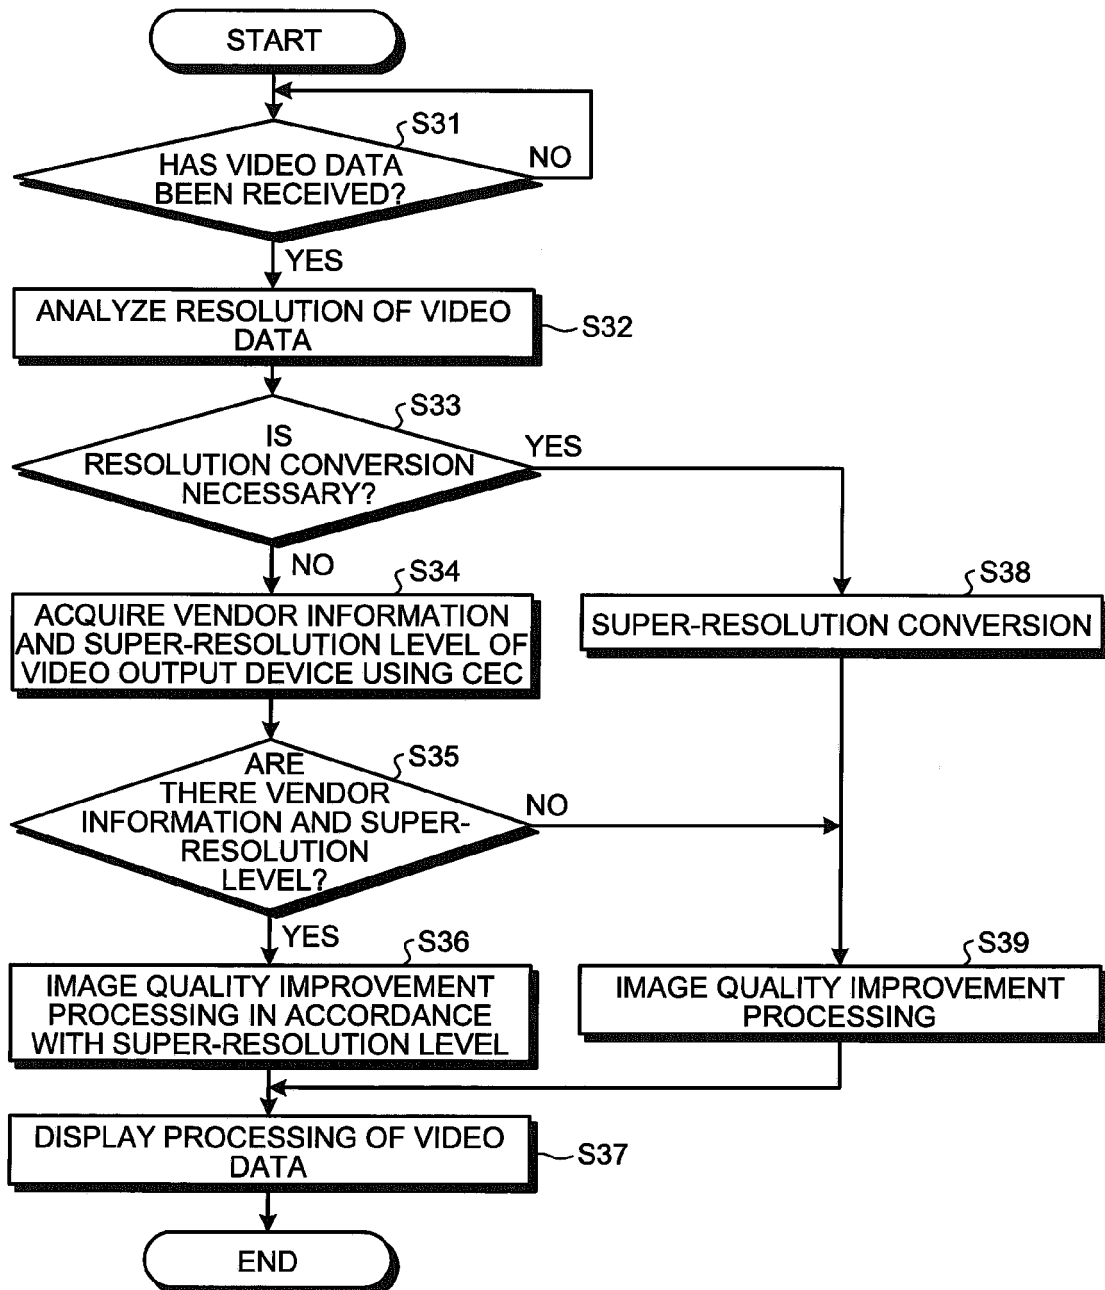 START
S31
HAS VIDEO DATA
BEEN RECEIVED?
NO
YES
ANALYZE RESOLUTION OF VIDEO
DATA
S32
S33
IS
RESOLUTION CONVERSION
NECESSARY?
YES
NO
S34
ACQUIRE VENDOR INFORMATION
AND SUPER-RESOLUTION LEVEL OF
VIDEO OUTPUT DEVICE USING CEC
S38
SUPER-RESOLUTION CONVERSION
S35
ARE
THERE VENDOR
INFORMATION AND SUPER-
RESOLUTION
LEVEL?
NO
YES
S36
IMAGE QUALITY IMPROVEMENT
PROCESSING IN ACCORDANCE
WITH SUPER-RESOLUTION LEVEL
S39
IMAGE QUALITY IMPROVEMENT
PROCESSING
DISPLAY PROCESSING OF VIDEO
DATA
S37
END